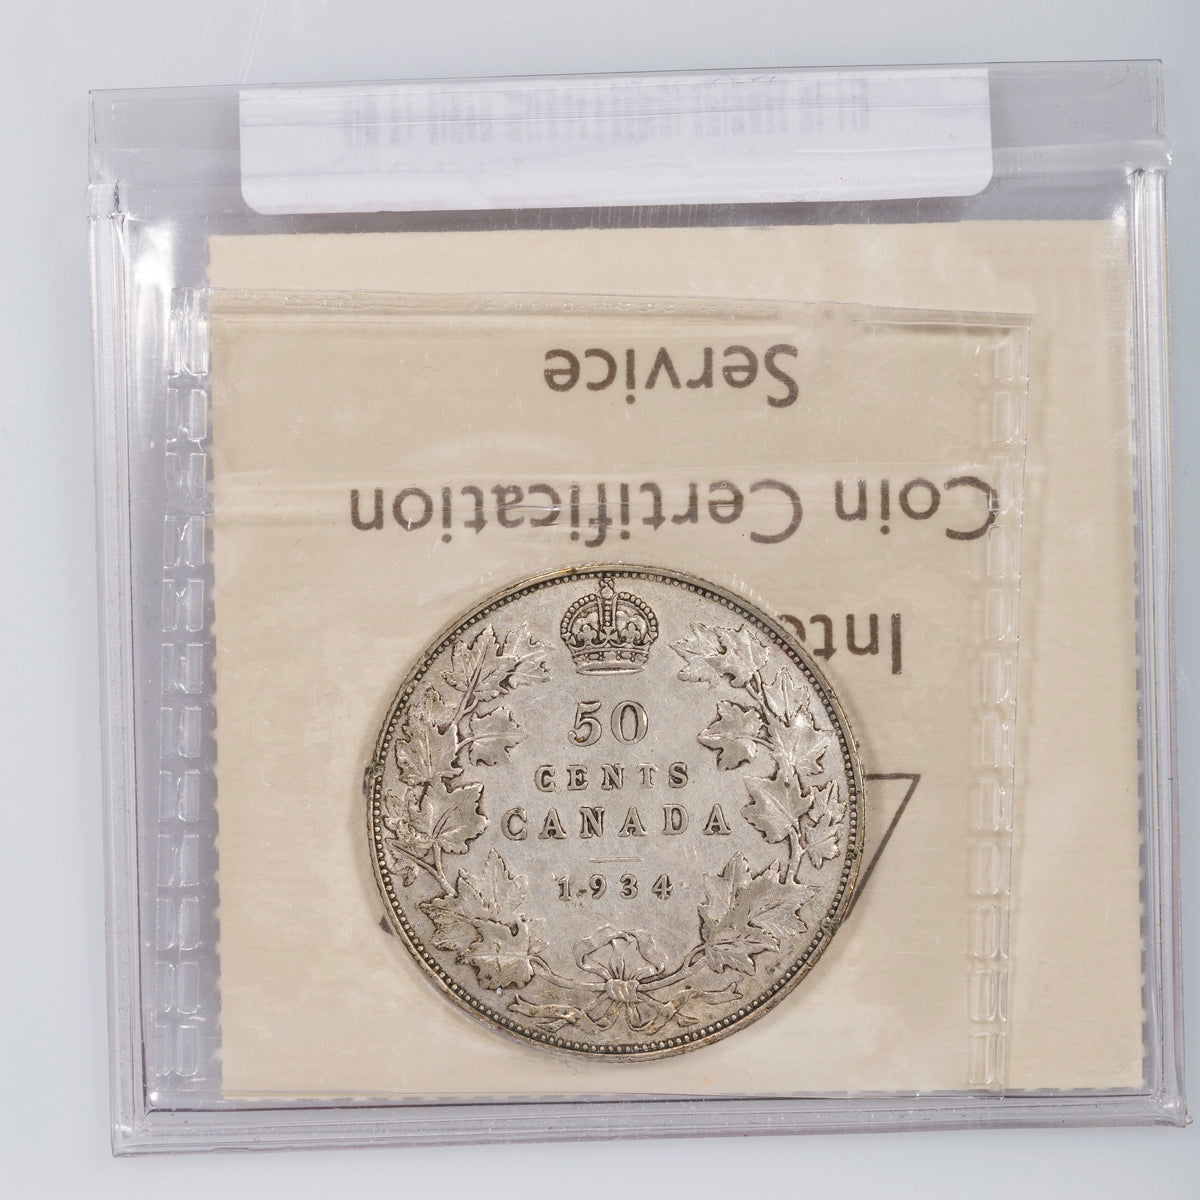 Service
Coin Certification
Inte
50
CENTS
CANADA
1934